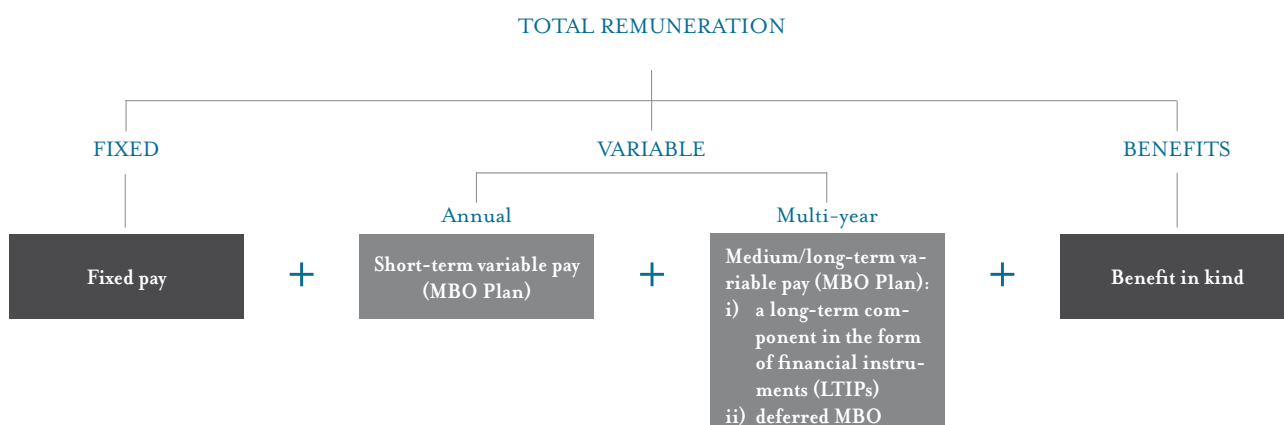 TOTAL REMUNERATION
FIXED
VARIABLE
BENEFITS
Annual
Multi-year
Fixed pay
+
Short-term variable pay
(MBO Plan)
+
Medium/long-term va-
riable pay (MBO Plan):
i) a long-term com-
ponent in the form
of financial instru-
ments (LTIPs)
ii) deferred MBO
+
Benefit in kind